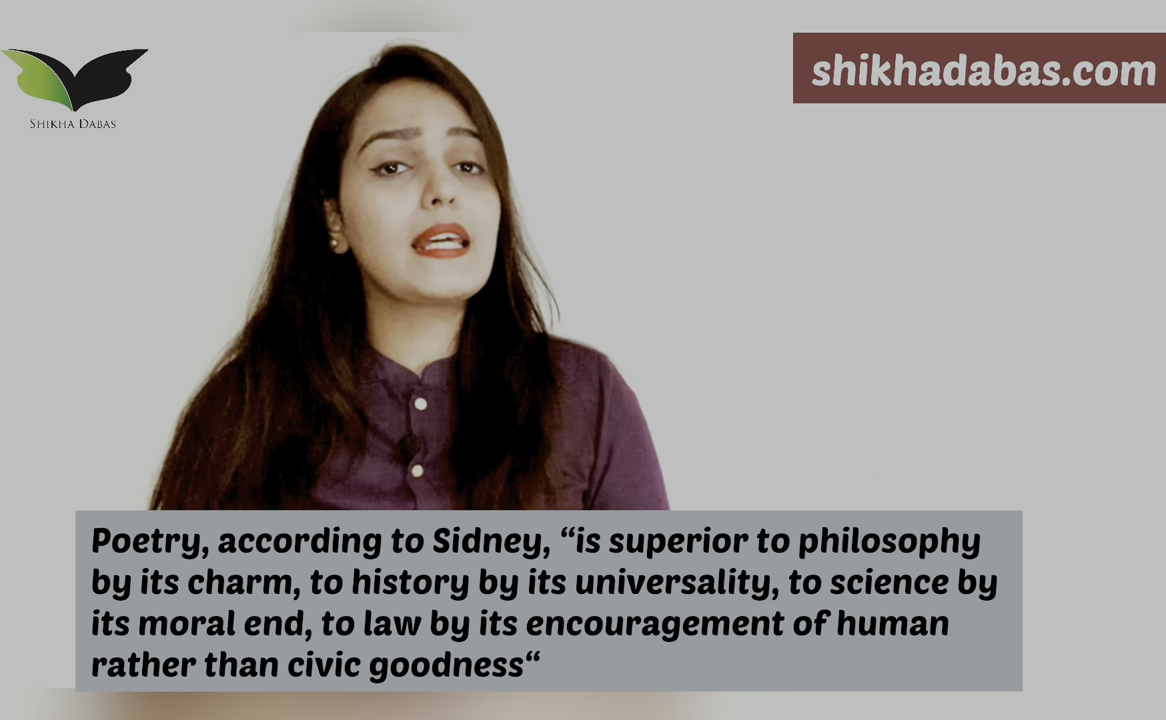 shikhadabas.com
SHIKHA DABAS
Poetry, according to Sidney, “is superior to philosophy
by its charm, to history by its universality, to science by
its moral end, to law by its encouragement of human
rather than civic goodness“